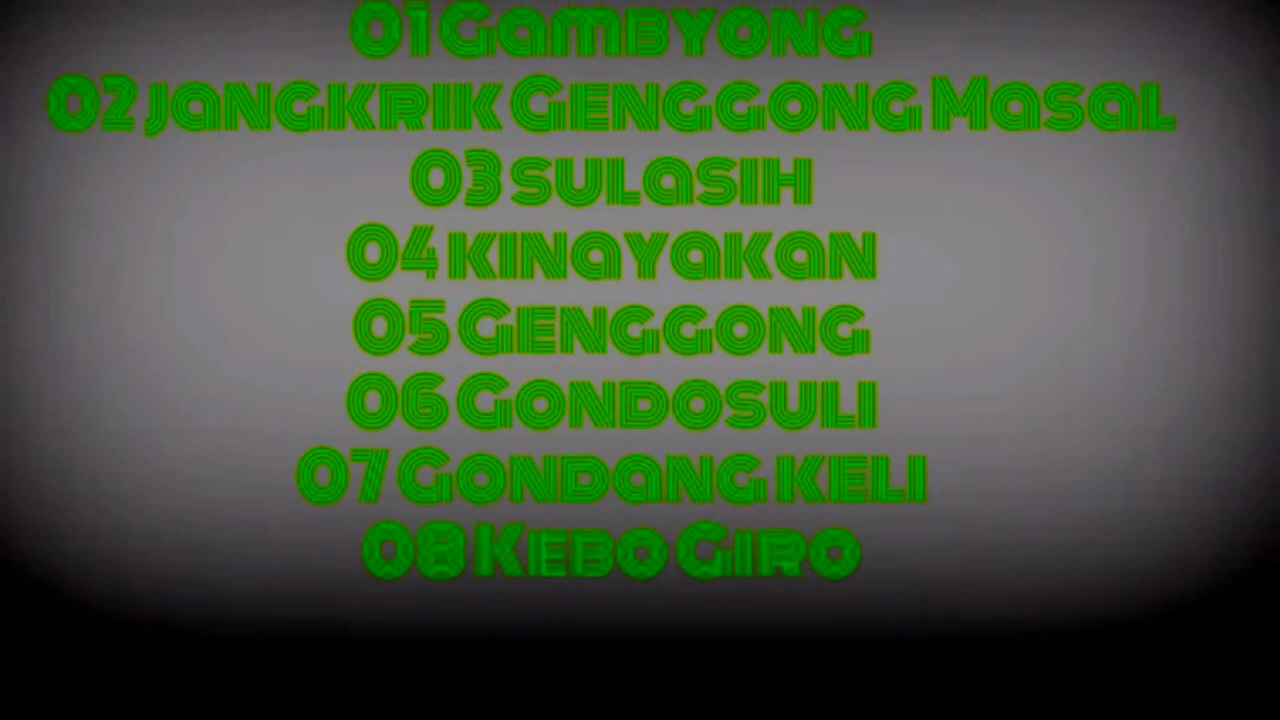 01 Gambyong
02 jangkrik Genggong Masal
03 sulasih
04 kinayakan
05 Genggong
06 Gondosuli
07 Gondang keli
08 Kebo Giro